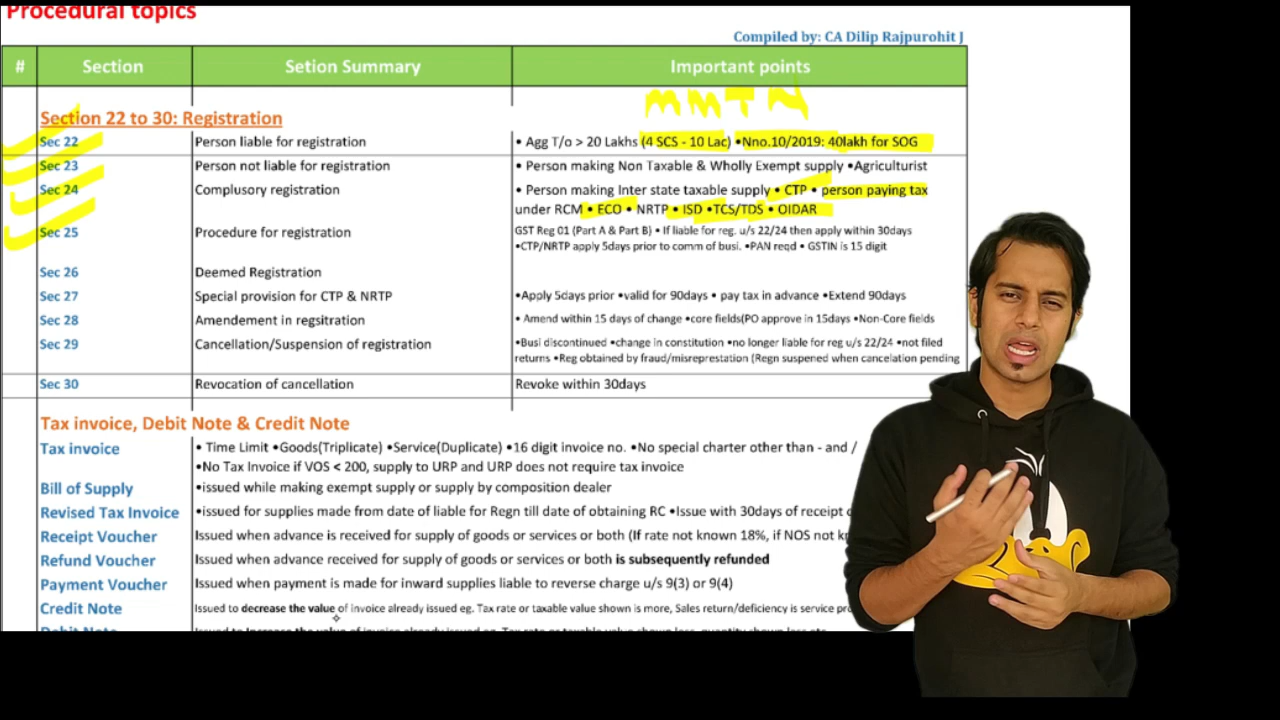 Procedural topics
Compiled by: CA Dilip Rajpurohit J
# Section Setion Summary Important points
MMTN
Section 22 to 30: Registration
Sec 22 Person liable for registration • Agg T/o > 20 Lakhs (4 SCS - 10 Lac) •Nno.10/2019: 40lakh for SOG
Sec 23 Person not liable for registration • Person making Non Taxable & Wholly Exempt supply •Agriculturist
Sec 24 Complusory registration • Person making Inter state taxable supply • CTP • person paying tax
under RCM • ECO • NRTP • ISD •TCS/TDS • OIDAR
Sec 25 Procedure for registration GST Reg 01 (Part A & Part B) • If liable for reg. u/s 22/24 then apply within 30days
•CTP/NRTP apply 5days prior to comm of busi. •PAN reqd • GSTIN is 15 digit
Sec 26 Deemed Registration
Sec 27 Special provision for CTP & NRTP •Apply 5days prior •valid for 90days • pay tax in advance •Extend 90days
Sec 28 Amendement in regsitration • Amend within 15 days of change •core fields(PO approve in 15days •Non-Core fields
Sec 29 Cancellation/Suspension of registration •Busi discontinued •change in constitution •no longer liable for reg u/s 22/24 •not filed
returns •Reg obtained by fraud/misreprestation (Regn suspened when cancelation pending
Sec 30 Revocation of cancellation Revoke within 30days
Tax invoice, Debit Note & Credit Note
Tax invoice • Time Limit •Goods(Triplicate) •Service(Duplicate) •16 digit invoice no. •No special charter other than - and /
•No Tax Invoice if VOS < 200, supply to URP and URP does not require tax invoice
Bill of Supply •issued while making exempt supply or supply by composition dealer
Revised Tax Invoice •issued for supplies made from date of liable for Regn till date of obtaining RC •Issue with 30days of receipt
Receipt Voucher Issued when advance is received for supply of goods or services or both (If rate not known 18%, if NOS not
Refund Voucher Issued when advance received for supply of goods or services or both is subsequently refunded
Payment Voucher Issued when payment is made for inward supplies liable to reverse charge u/s 9(3) or 9(4)
Credit Note Issued to decrease the value of invoice already issued eg. Tax rate or taxable value shown is more, Sales return/deficiency is service